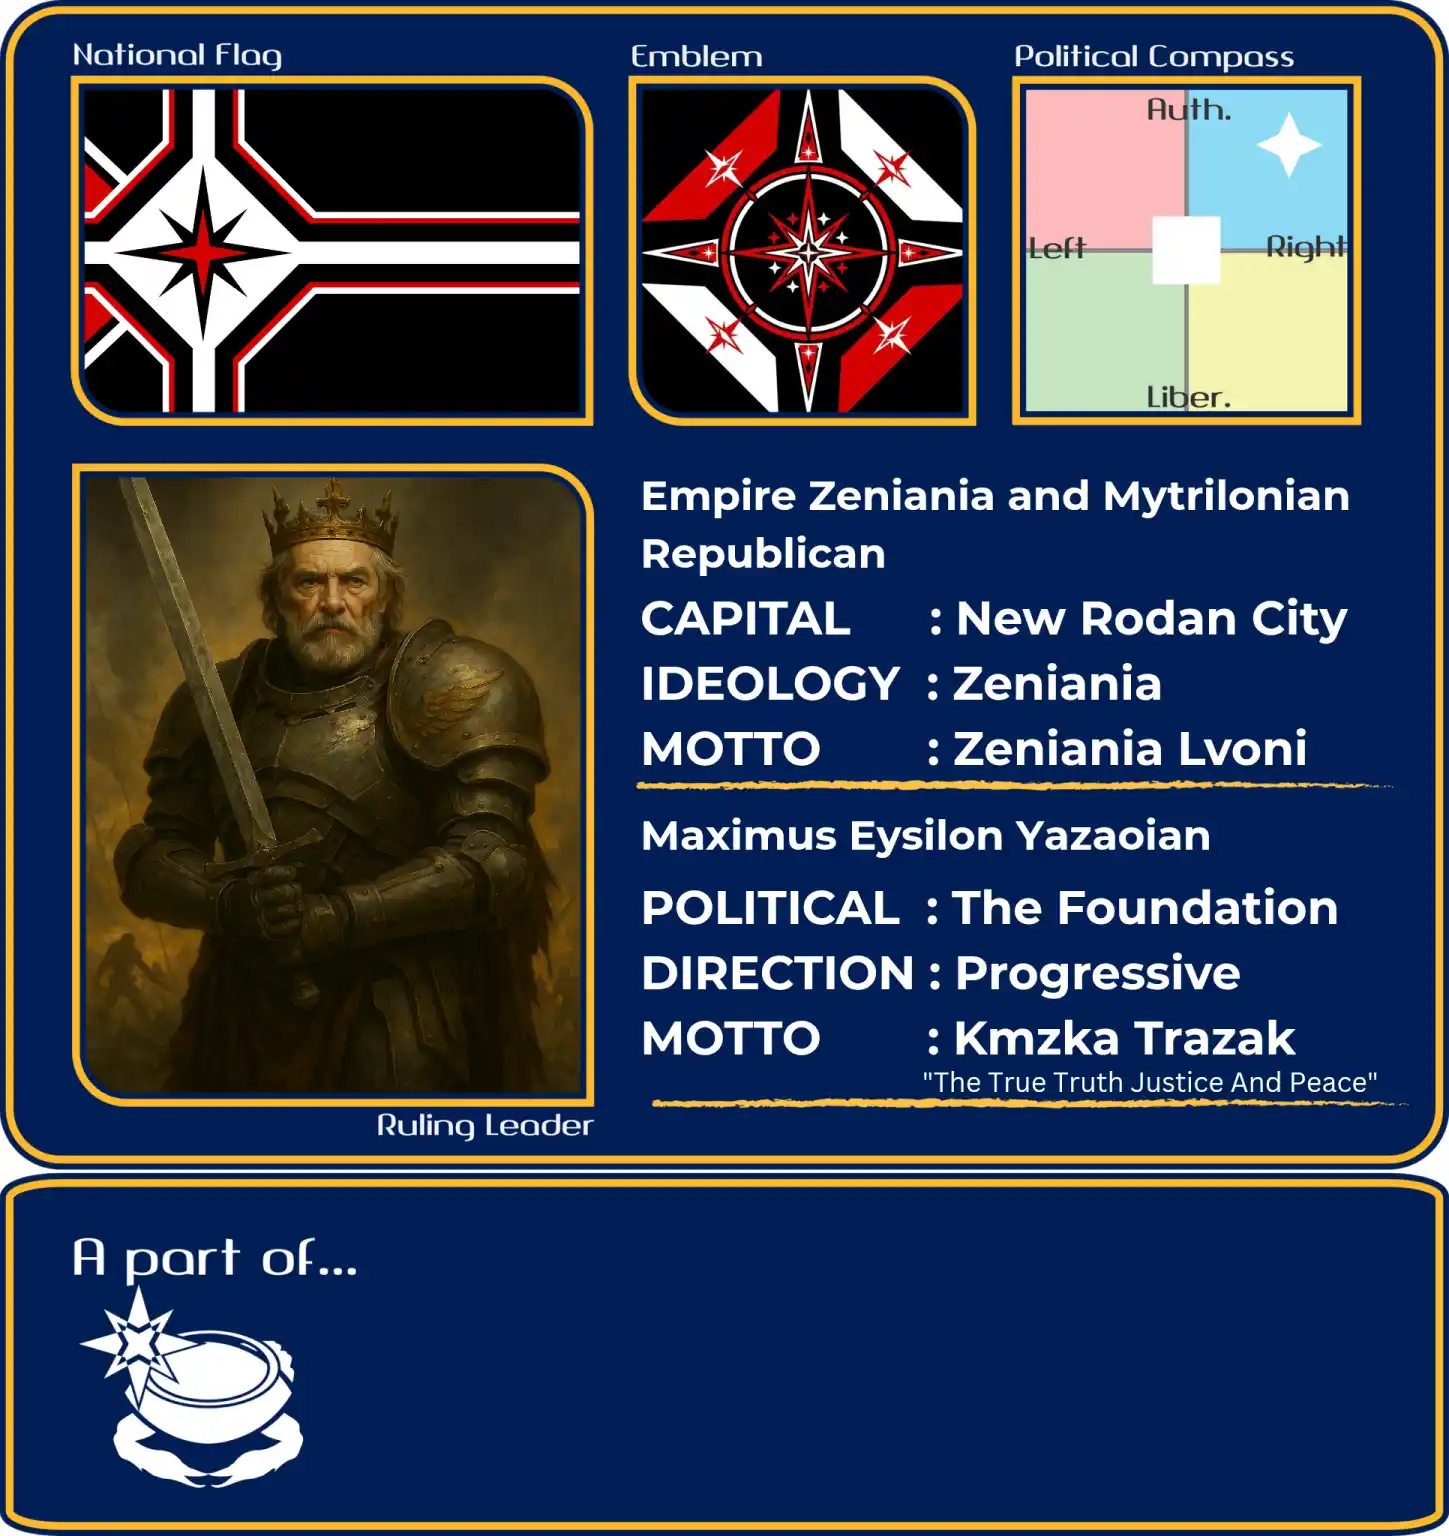 National Flag
Emblem
Political Compass
Auth.
Left
Right
Liber.
Empire Zeniania and Mytrilonian
Republican
CAPITAL : New Rodan City
IDEOLOGY : Zeniania
MOTTO : Zeniania Lvoni
Maximus Eysilon Yazaoian
POLITICAL : The Foundation
DIRECTION : Progressive
MOTTO : Kmzka Trazak
"The True Truth Justice And Peace"
Ruling Leader
A part of...